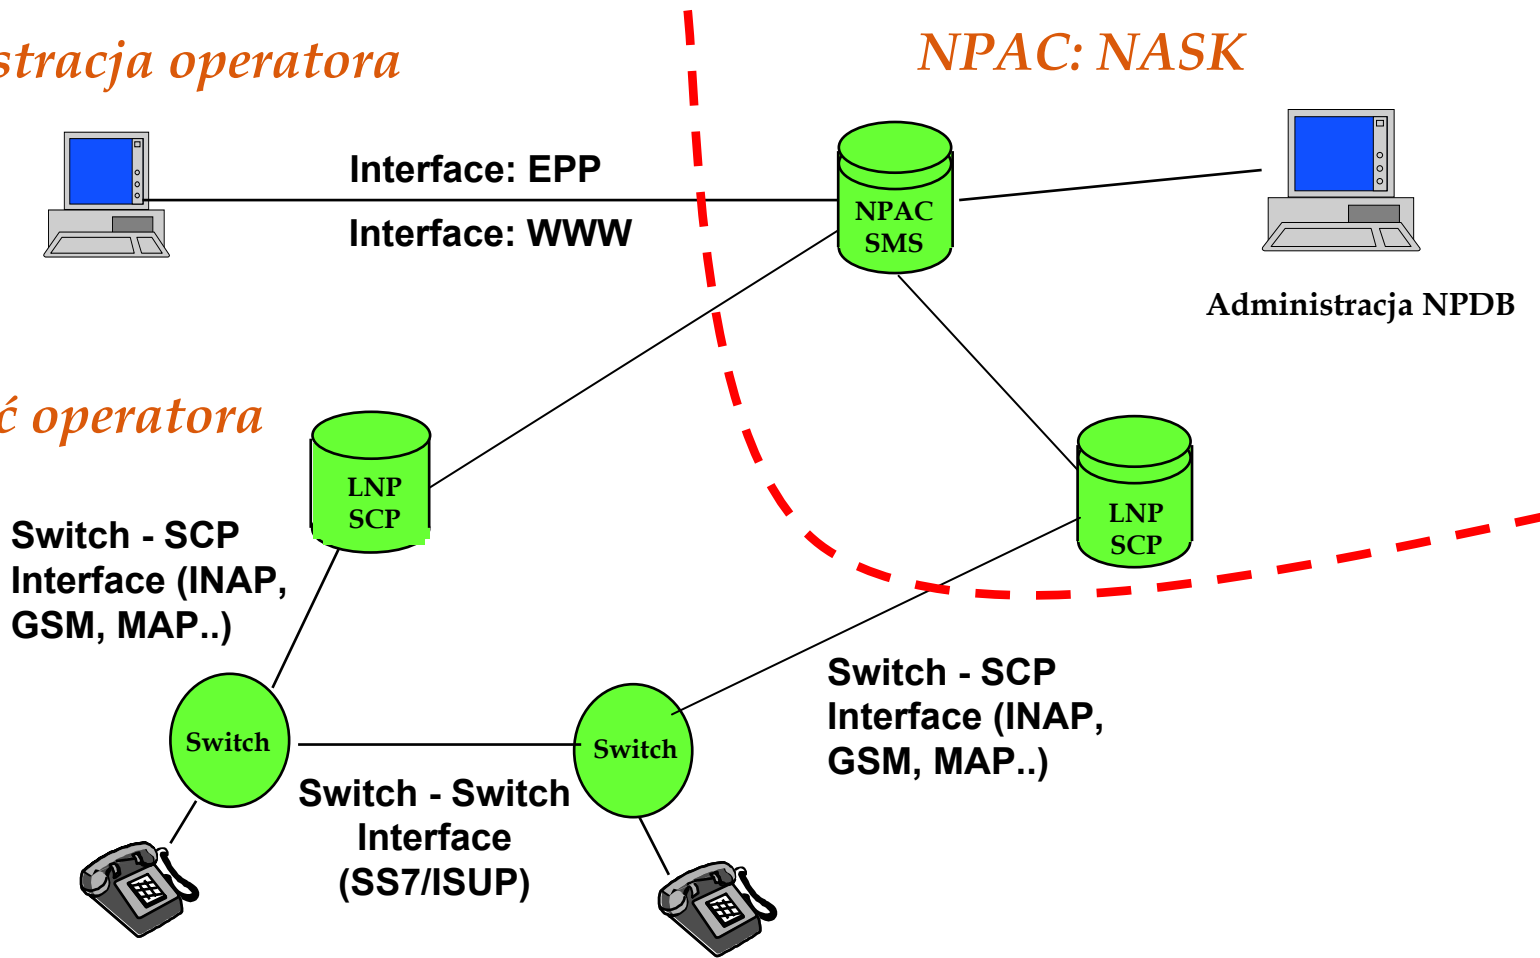 stracja operatora
NPAC: NASK
Interface: EPP
Interface: WWW
NPAC
SMS
Administracja NPDB
ć operatora
LNP
SCP
LNP
SCP
Switch - SCP
Interface (INAP,
GSM, MAP..)
Switch - SCP
Interface (INAP,
GSM, MAP..)
Switch
Switch
Switch - Switch
Interface
(SS7/ISUP)